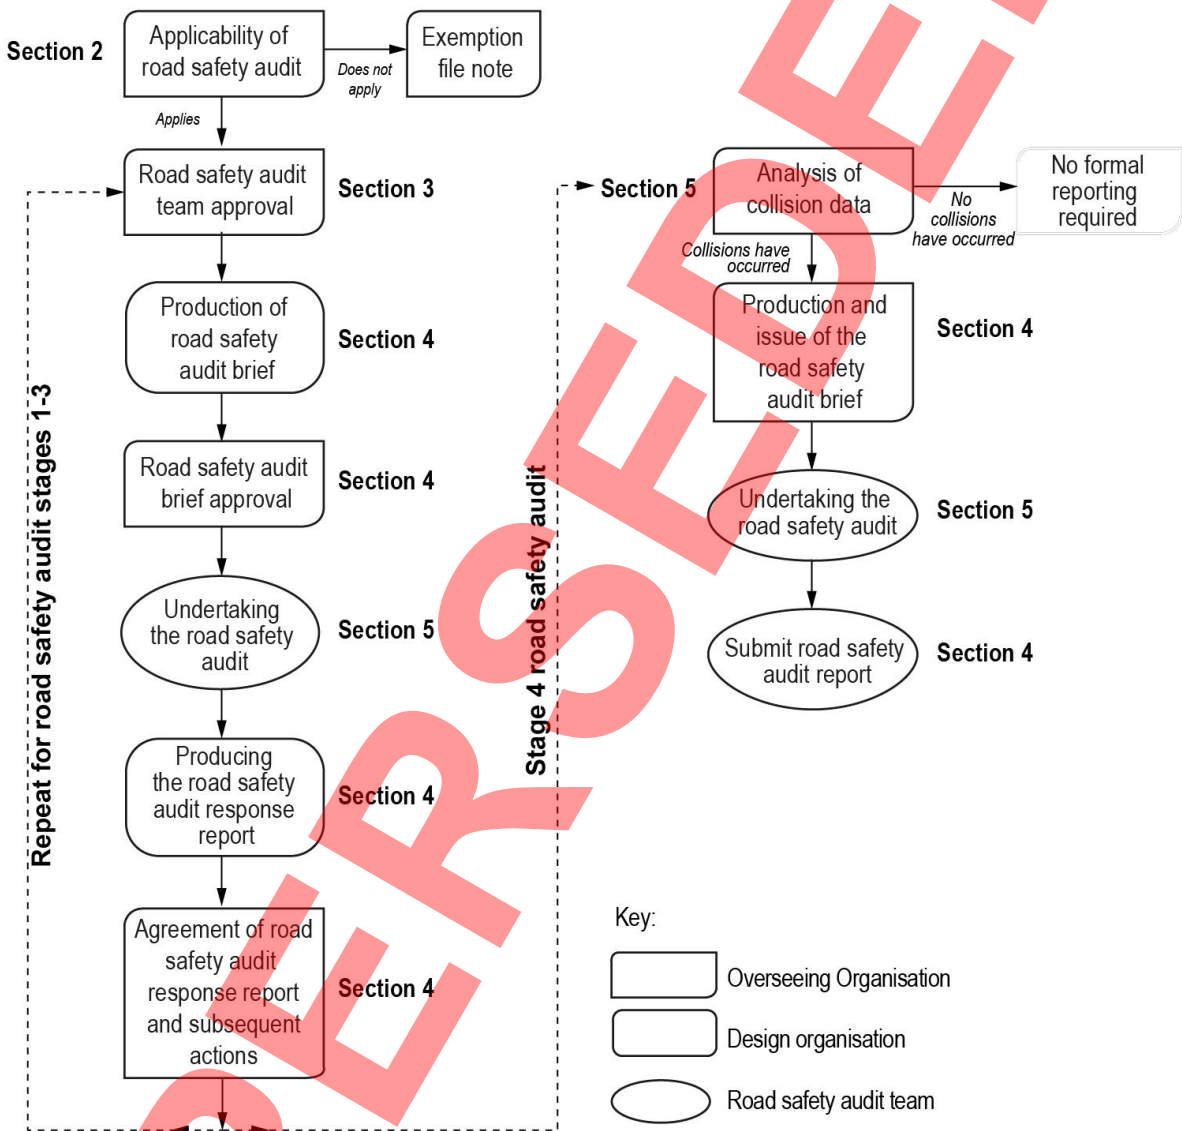 Section 2
Applicability of
road safety audit
Does not
apply
Exemption
file note
Applies
Road safety audit
team approval
Section 3
Production of
road safety
audit brief
Section 4
Road safety audit
brief approval
Section 4
Undertaking
the road safety
audit
Section 5
Producing
the road safety
audit response
report
Section 4
Agreement of road
safety audit
response report
and subsequent
actions
Section 4
Repeat for road safety audit stages 1-3
Stage 4 road safety audit
Section 5
Analysis of
collision data
No
collisions
have occurred
No formal
reporting
required
Collisions have
occurred
Production and
issue of the
road safety
audit brief
Section 4
Undertaking the
road safety audit
Section 5
Submit road safety
audit report
Section 4
Key:
Overseeing Organisation
Design organisation
Road safety audit team
PERSEDE